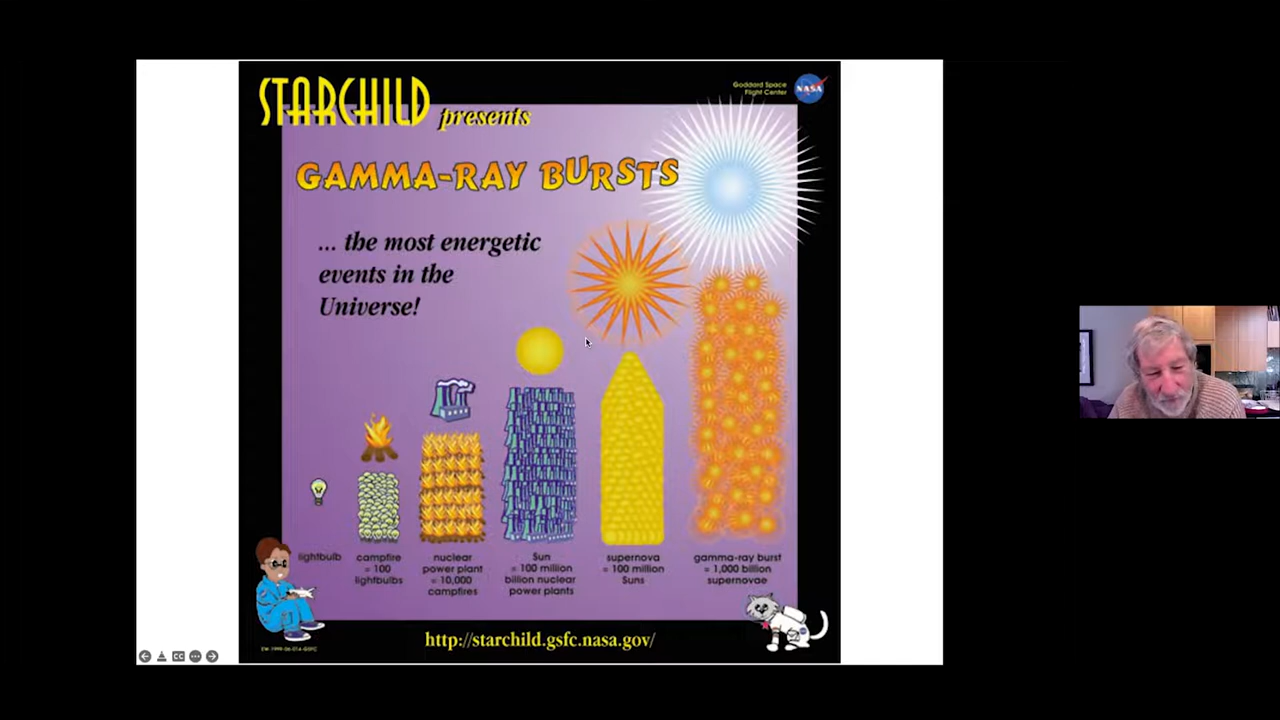 STARCHILD presents
Goddard Space
Flight Center
NASA
GAMMA-RAY BURSTS
... the most energetic
events in the
Universe!
lightbulb
campfire
= 100
lightbulbs
nuclear
power plant
= 10,000
campfires
Sun
= 100 million
billion nuclear
power plants
supernova
= 100 million
Suns
gamma-ray burst
= 1,000 billion
supernovae
http://starchild.gsfc.nasa.gov/